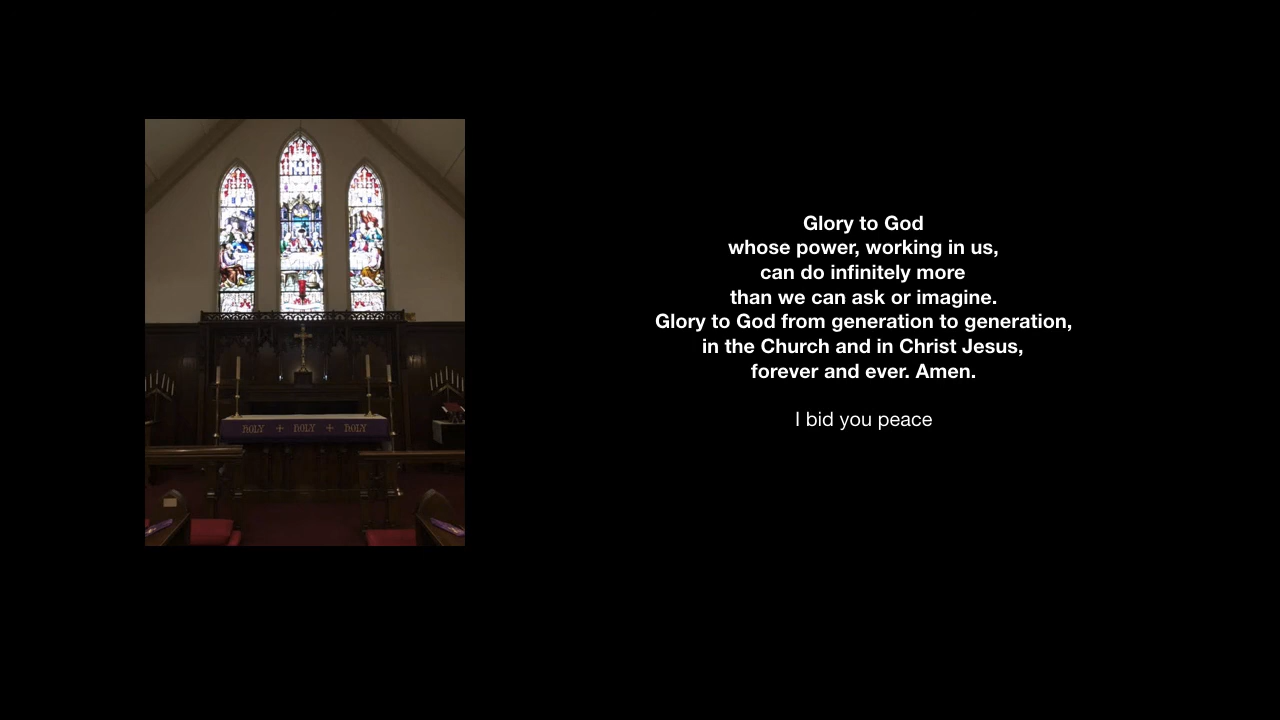 Glory to God
whose power, working in us,
can do infinitely more
than we can ask or imagine.
Glory to God from generation to generation,
in the Church and in Christ Jesus,
forever and ever. Amen.
I bid you peace
HOLY + HOLY + HOLY